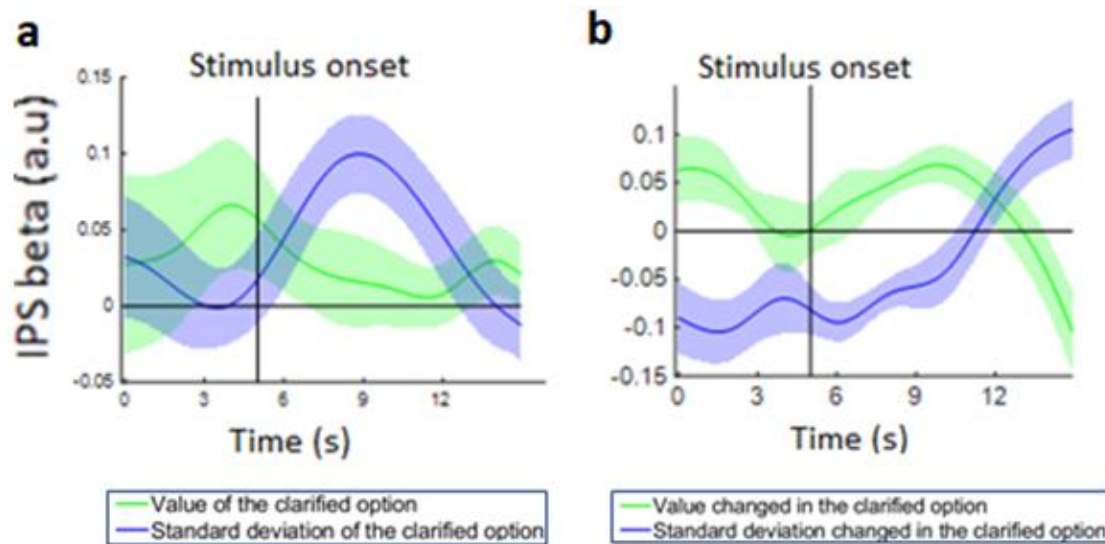 a
Stimulus onset
0.15
0.1
0.05
0
-0.05
IPS beta (a.u)
0 3 6 9 12
Time (s)
Value of the clarified option
Standard deviation of the clarified option
b
Stimulus onset
0.1
0.05
0
-0.05
-0.1
-0.15
0 3 6 9 12
Time (s)
Value changed in the clarified option
Standard deviation changed in the clarified option